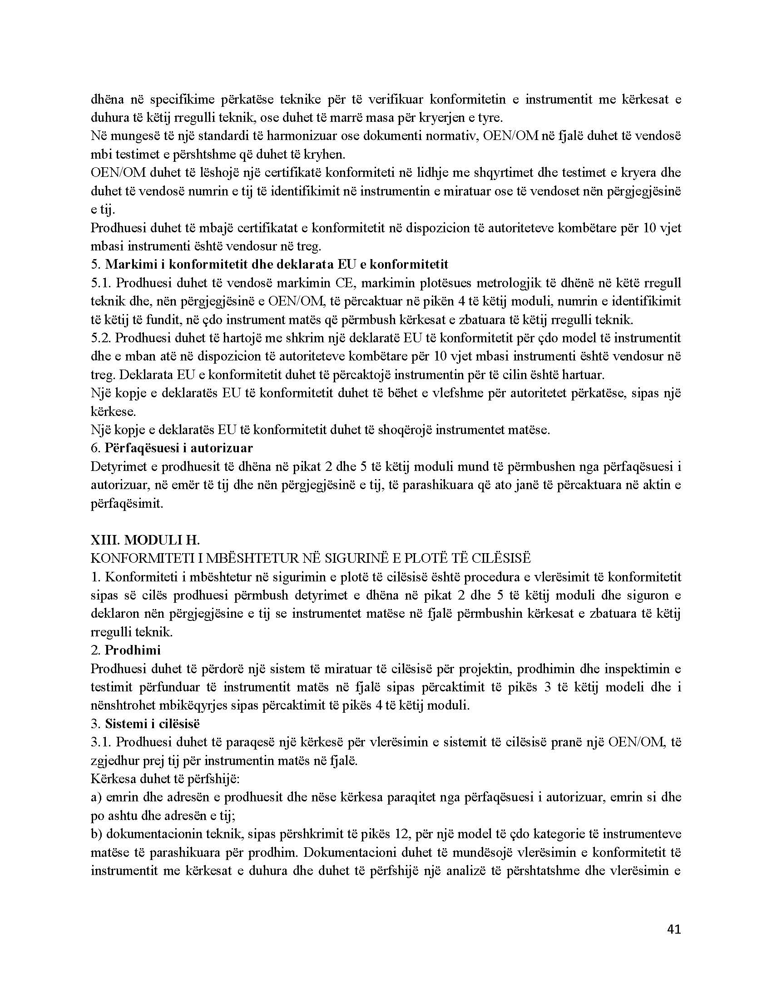 dhëna në specifikime përkatëse teknike për të verifikuar konformitetin e instrumentit me kërkesat e
duhura të këtij rregulli teknik, ose duhet të marrë masa për kryerjen e tyre.
Në mungesë të një standardi të harmonizuar ose dokumenti normativ, OEN/OM në fjalë duhet të vendosë
mbi testimet e përshtshme që duhet të kryhen.
OEN/OM duhet të lëshojë një certifikatë konformiteti në lidhje me shqyrtimet dhe testimet e kryera dhe
duhet të vendosë numrin e tij të identifikimit në instrumentin e miratuar ose të vendoset nën përgjegjësinë
e tij.
Prodhuesi duhet të mbajë certifikatat e konformitetit në dispozicion të autoriteteve kombëtare për 10 vjet
mbasi instrumenti është vendosur në treg.
5. Markimi i konformitetit dhe deklarata EU e konformitetit
5.1. Prodhuesi duhet të vendosë markimin CE, markimin plotësues metrologjik të dhënë në këtë rregull
teknik dhe, nën përgjegjësinë e OEN/OM, të përcaktuar në pikën 4 të këtij moduli, numrin e identifikimit
të këtij të fundit, në çdo instrument matës që përmbush kërkesat e zbatuara të këtij rregulli teknik.
5.2. Prodhuesi duhet të hartojë me shkrim një deklaratë EU të konformitetit për çdo model të instrumentit
dhe e mban atë në dispozicion të autoriteteve kombëtare për 10 vjet mbasi instrumenti është vendosur në
treg. Deklarata EU e konformitetit duhet të përcaktojë instrumentin për të cilin është hartuar.
Një kopje e deklaratës EU të konformitetit duhet të bëhet e vlefshme për autoritetet përkatëse, sipas një
kërkese.
Një kopje e deklaratës EU të konformitetit duhet të shoqërojë instrumentet matëse.
6. Përfaqësuesi i autorizuar
Detyrimet e prodhuesit të dhëna në pikat 2 dhe 5 të këtij moduli mund të përmbushen nga përfaqësuesi i
autorizuar, në emër të tij dhe nën përgjegjësinë e tij, të parashikuara që ato janë të përcaktuara në aktin e
përfaqësimit.
XIII. MODULI H.
KONFORMITETI I MBËSHTETUR NË SIGURINË E PLOTË TË CILËSISË
1. Konformiteti i mbështetur në sigurimin e plotë të cilësisë është procedura e vlerësimit të konformitetit
sipas së cilës prodhuesi përmbush detyrimet e dhëna në pikat 2 dhe 5 të këtij moduli dhe siguron e
deklaron nën përgjegjësine e tij se instrumentet matëse në fjalë përmbushin kërkesat e zbatuara të këtij
rregulli teknik.
2. Prodhimi
Prodhuesi duhet të përdorë një sistem të miratuar të cilësisë për projektin, prodhimin dhe inspektimin e
testimit përfunduar të instrumentit matës në fjalë sipas përcaktimit të pikës 3 të këtij modeli dhe i
nënshtrohet mbikëqyrjes sipas përcaktimit të pikës 4 të këtij moduli.
3. Sistemi i cilësisë
3.1. Prodhuesi duhet të paraqesë një kërkesë për vlerësimin e sistemit të cilësisë pranë një OEN/OM, të
zgjedhur prej tij për instrumentin matës në fjalë.
Kërkesa duhet të përfshijë:
a) emrin dhe adresën e prodhuesit dhe nëse kërkesa paraqitet nga përfaqësuesi i autorizuar, emrin si dhe
po ashtu dhe adresën e tij;
b) dokumentacionin teknik, sipas përshkrimit të pikës 12, për një model të çdo kategorie të instrumenteve
matëse të parashikuara për prodhim. Dokumentacioni duhet të mundësojë vlerësimin e konformitetit të
instrumentit me kërkesat e duhura dhe duhet të përfshijë një analizë të përshtatshme dhe vlerësimin e
41